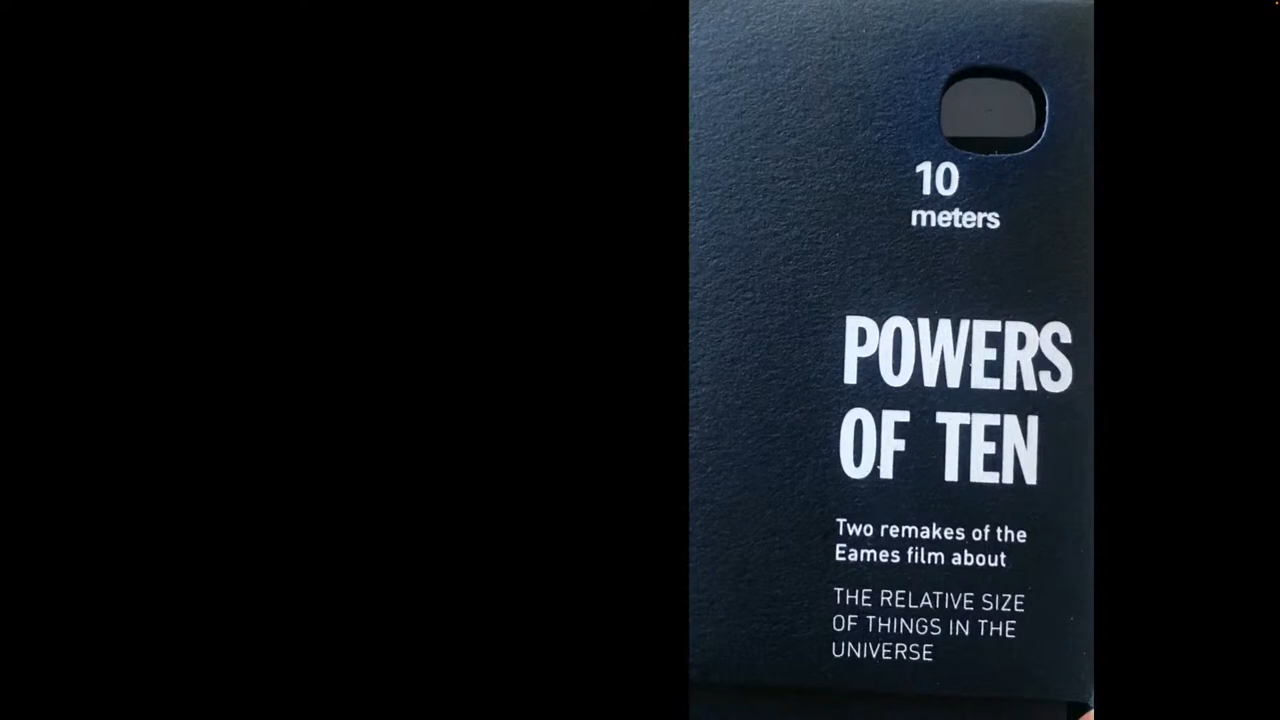 10
meters
POWERS
OF TEN
Two remakes of the
Eames film about
THE RELATIVE SIZE
OF THINGS IN THE
UNIVERSE